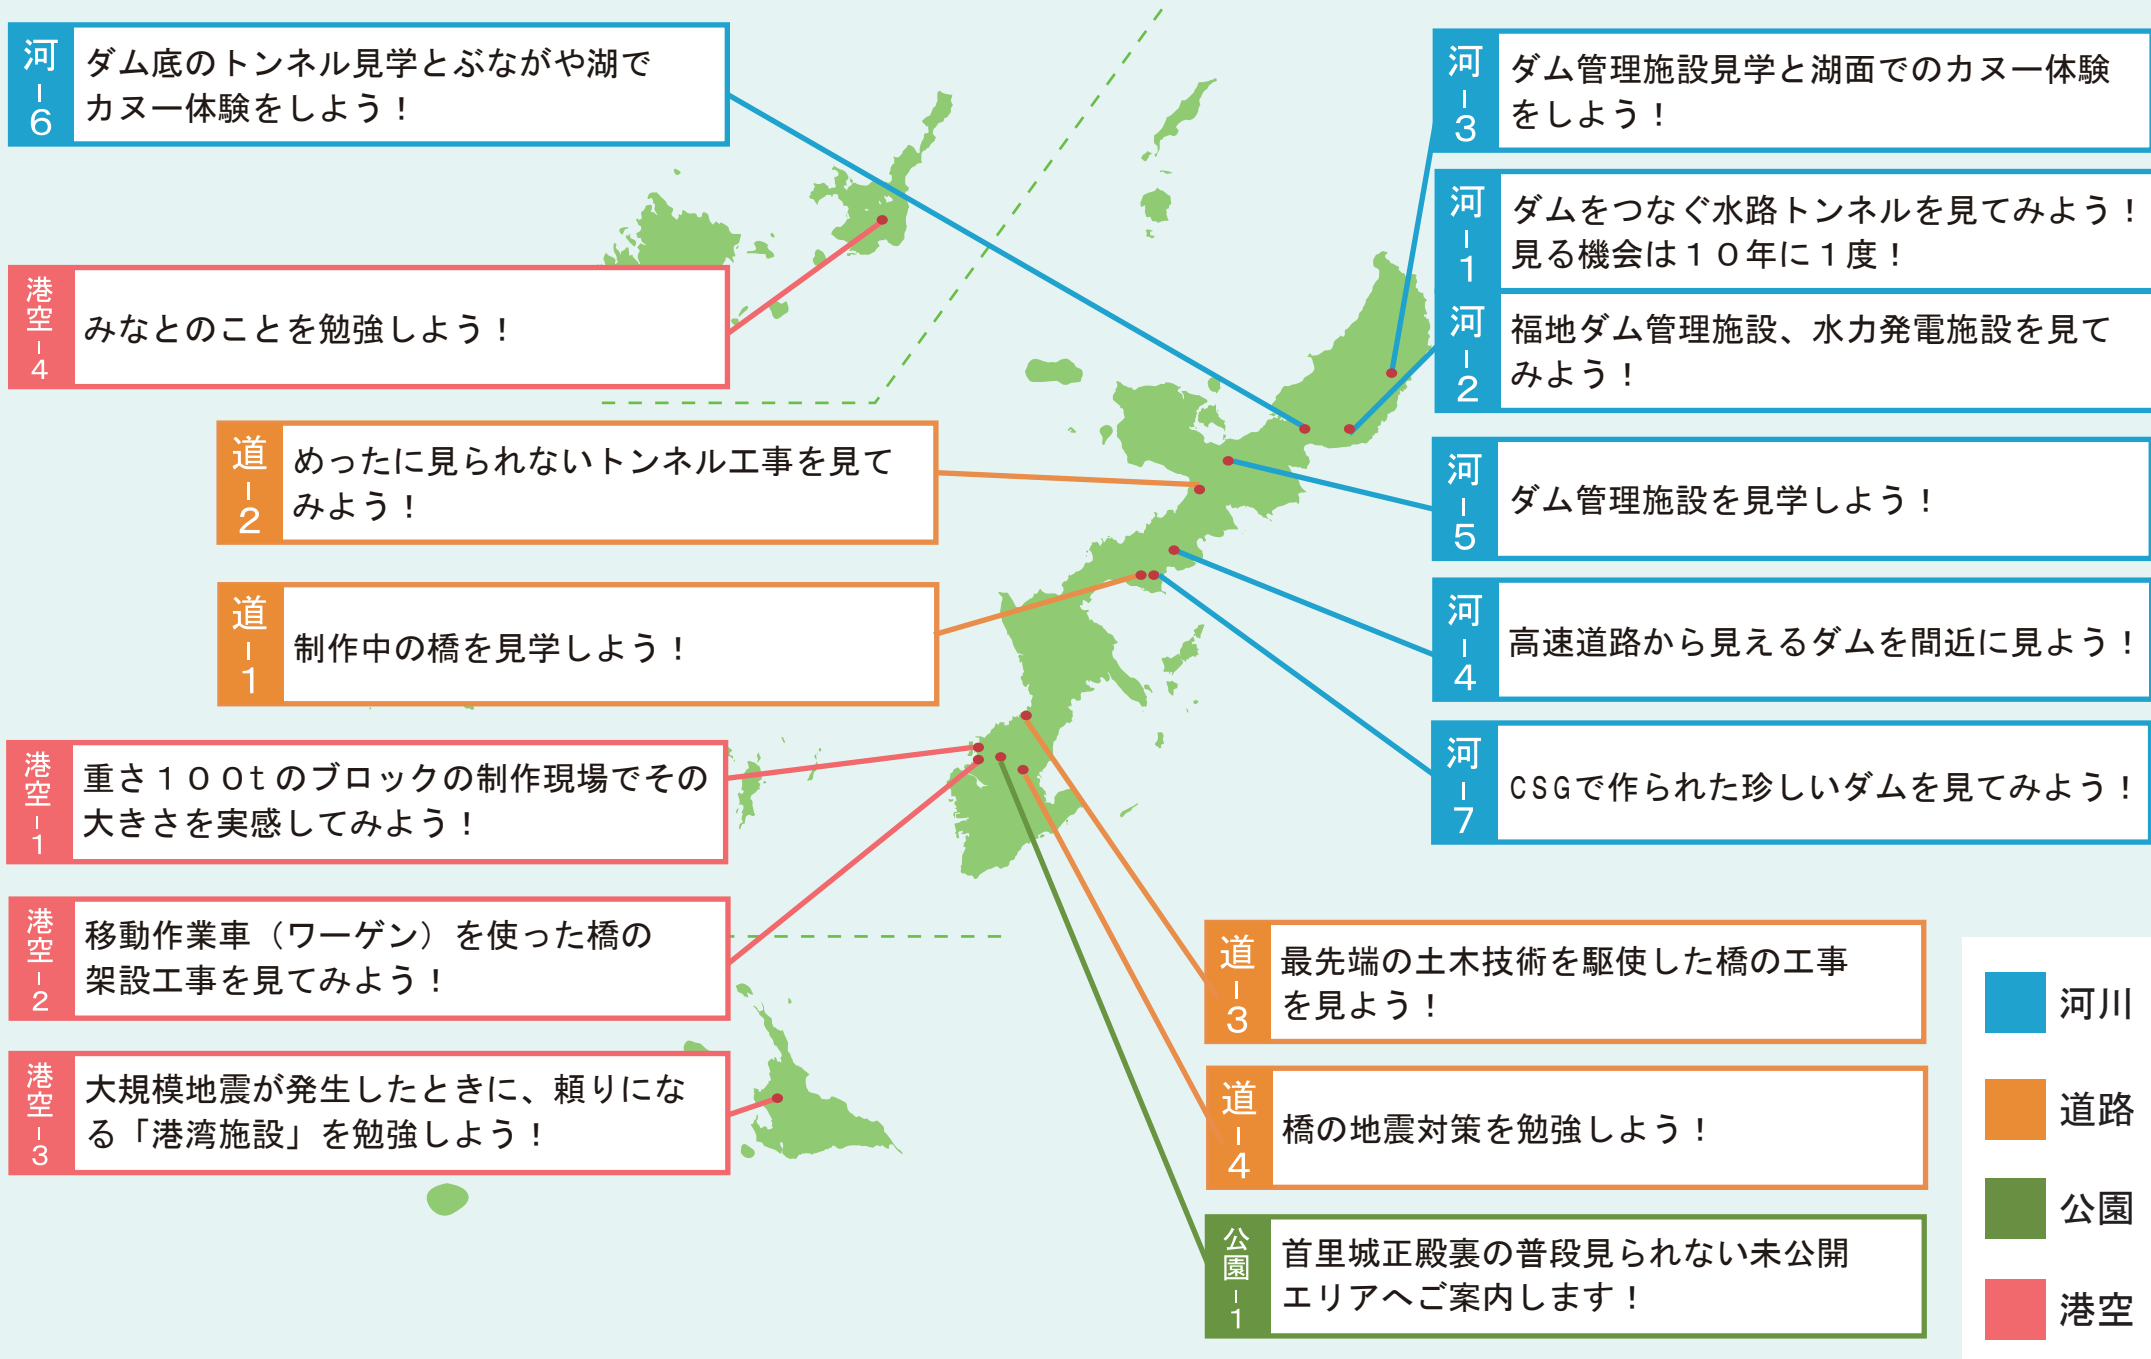 河-6
ダム底のトンネル見学とぶながや湖で
カヌー体験をしよう！
港空-4
みなとのことを勉強しよう！
道-2
めったに見られないトンネル工事を見て
みよう！
道-1
制作中の橋を見学しよう！
港空-1
重さ１００tのブロックの制作現場でその
大きさを実感してみよう！
港空-2
移動作業車（ワーゲン）を使った橋の
架設工事を見てみよう！
港空-3
大規模地震が発生したときに、頼りにな
る「港湾施設」を勉強しよう！
河-3
ダム管理施設見学と湖面でのカヌー体験
をしよう！
河-1
ダムをつなぐ水路トンネルを見てみよう！
見る機会は１０年に１度！
河-2
福地ダム管理施設、水力発電施設を見て
みよう！
河-5
ダム管理施設を見学しよう！
河-4
高速道路から見えるダムを間近に見よう！
河-7
CSGで作られた珍しいダムを見てみよう！
道-3
最先端の土木技術を駆使した橋の工事
を見よう！
道-4
橋の地震対策を勉強しよう！
公園-1
首里城正殿裏の普段見られない未公開
エリアへご案内します！
河川
道路
公園
港空